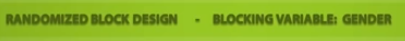 RANDOMIZED BLOCK DESIGN - BLOCKING VARIABLE: GENDER